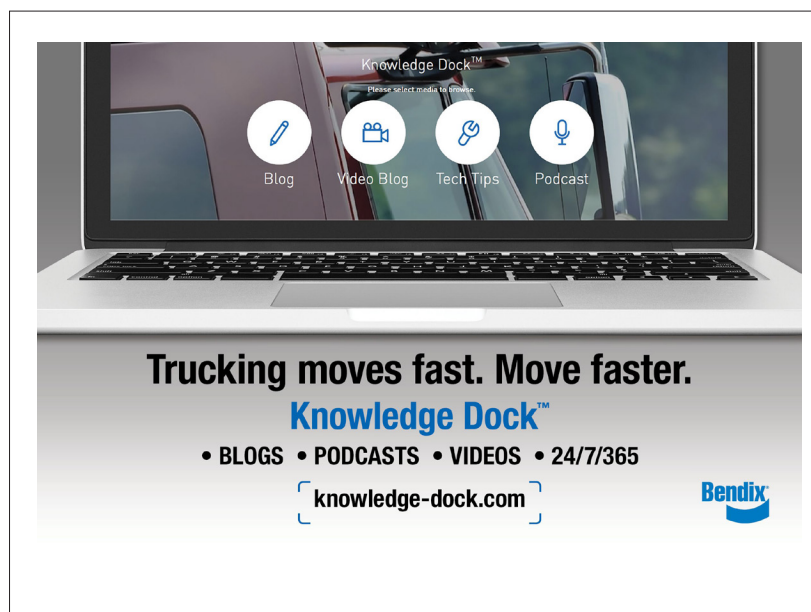 Knowledge Dock™
Please select media to browse.
Blog Video Blog Tech Tips Podcast
Trucking moves fast. Move faster.
Knowledge Dock™
• BLOGS • PODCASTS • VIDEOS • 24/7/365
knowledge-dock.com
Bendix